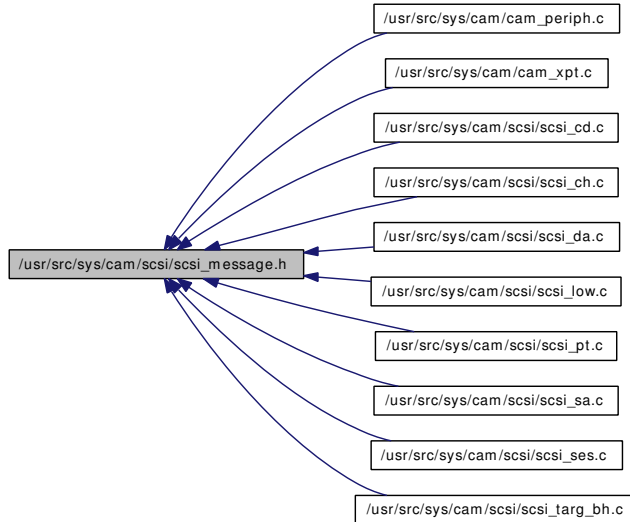 /usr/src/sys/cam/cam_periph.c
/usr/src/sys/cam/cam_xpt.c
/usr/src/sys/cam/scsi/scsi_cd.c
/usr/src/sys/cam/scsi/scsi_ch.c
/usr/src/sys/cam/scsi/scsi_da.c
/usr/src/sys/cam/scsi/scsi_message.h
/usr/src/sys/cam/scsi/scsi_low.c
/usr/src/sys/cam/scsi/scsi_pt.c
/usr/src/sys/cam/scsi/scsi_sa.c
/usr/src/sys/cam/scsi/scsi_ses.c
/usr/src/sys/cam/scsi/scsi_targ_bh.c